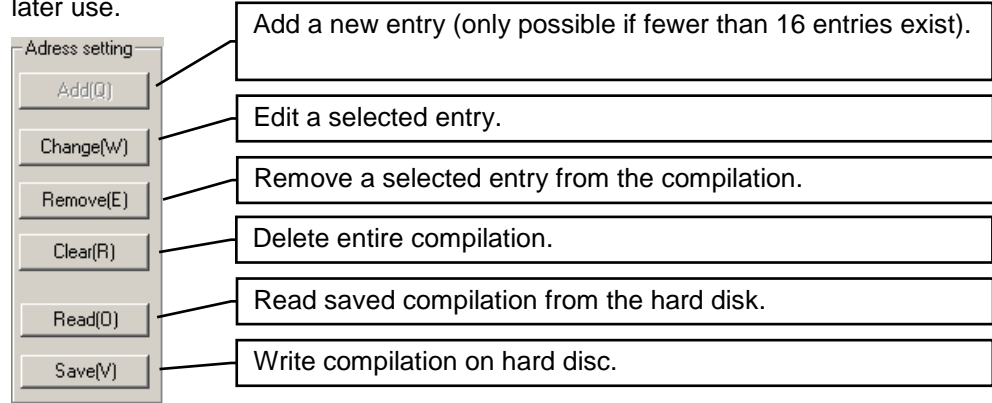 later use.
Adress setting
Add(Q)
Add a new entry (only possible if fewer than 16 entries exist).
Change(W)
Edit a selected entry.
Remove(E)
Remove a selected entry from the compilation.
Clear(R)
Delete entire compilation.
Read(O)
Read saved compilation from the hard disk.
Save(V)
Write compilation on hard disc.